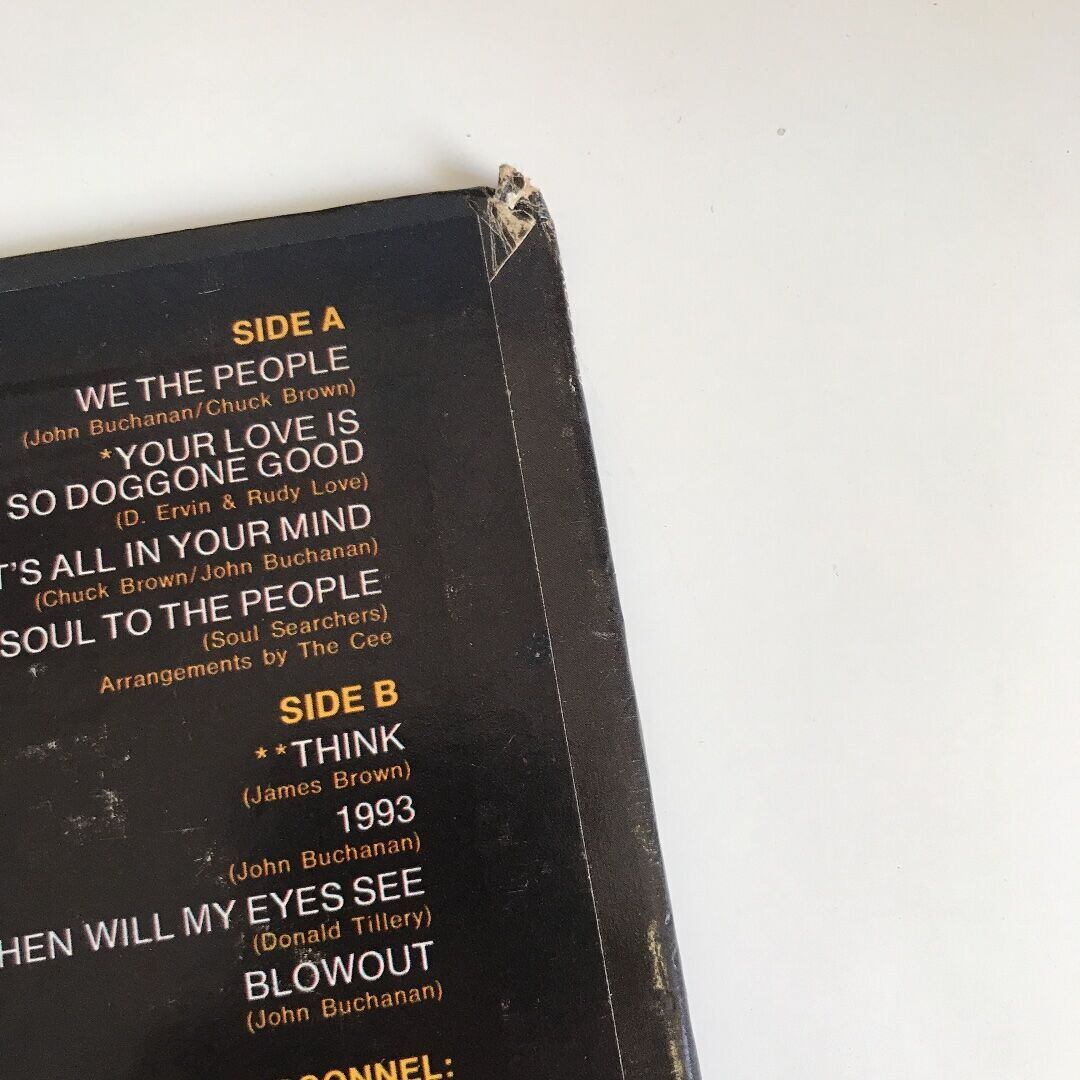 SIDE A
WE THE PEOPLE
(John Buchanan/Chuck Brown)
*YOUR LOVE IS
SO DOGGONE GOOD
(D. Ervin & Rudy Love)
T'S ALL IN YOUR MIND
(Chuck Brown/John Buchanan)
SOUL TO THE PEOPLE
(Soul Searchers)
Arrangements by The Cee
SIDE B
**THINK
(James Brown)
1993
(John Buchanan)
HEN WILL MY EYES SEE
(Donald Tillery)
BLOWOUT
(John Buchanan)
SONNEL: